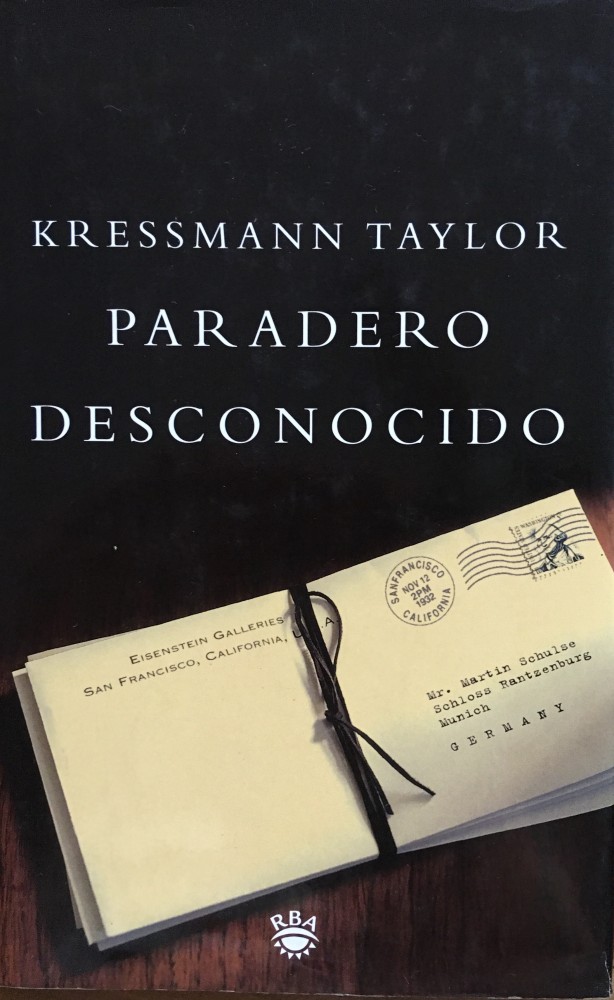 KRESSMANN TAYLOR
PARADERO
DESCONOCIDO
EISENSTEIN GALLERIES
SAN FRANCISCO, CALIFORNIA, U. A.
SAN FRANCISCO
NOV 12
2PM
1932
CALIFORNIA
WASHINGTON
Mr. Martin Schulse
Schloss Rantzenburg
Munich
GERMANY
RBA